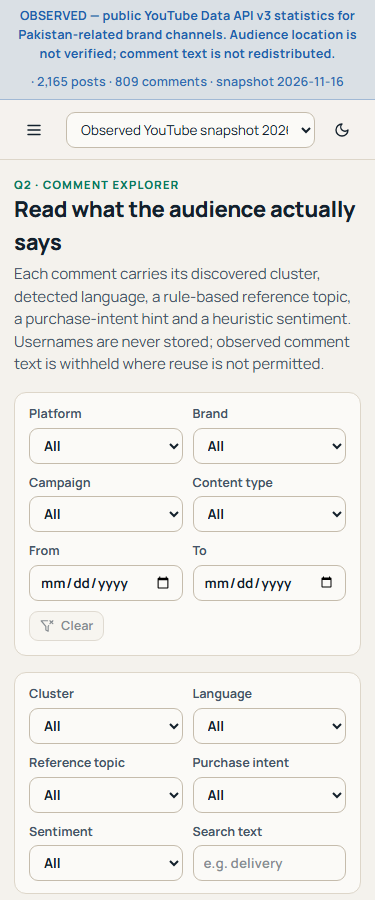 OBSERVED — public YouTube Data API v3 statistics for
Pakistan-related brand channels. Audience location is
not verified; comment text is not redistributed.
· 2,165 posts · 809 comments · snapshot 2026-11-16
Observed YouTube snapshot 2026
Q2 · COMMENT EXPLORER
Read what the audience actually
says
Each comment carries its discovered cluster,
detected language, a rule-based reference topic,
a purchase-intent hint and a heuristic sentiment.
Usernames are never stored; observed comment
text is withheld where reuse is not permitted.
Platform Brand
All All
Campaign Content type
All All
From To
mm/dd/yyyy mm/dd/yyyy
Clear
Cluster Language
All All
Reference topic Purchase intent
All All
Sentiment Search text
All e.g. delivery